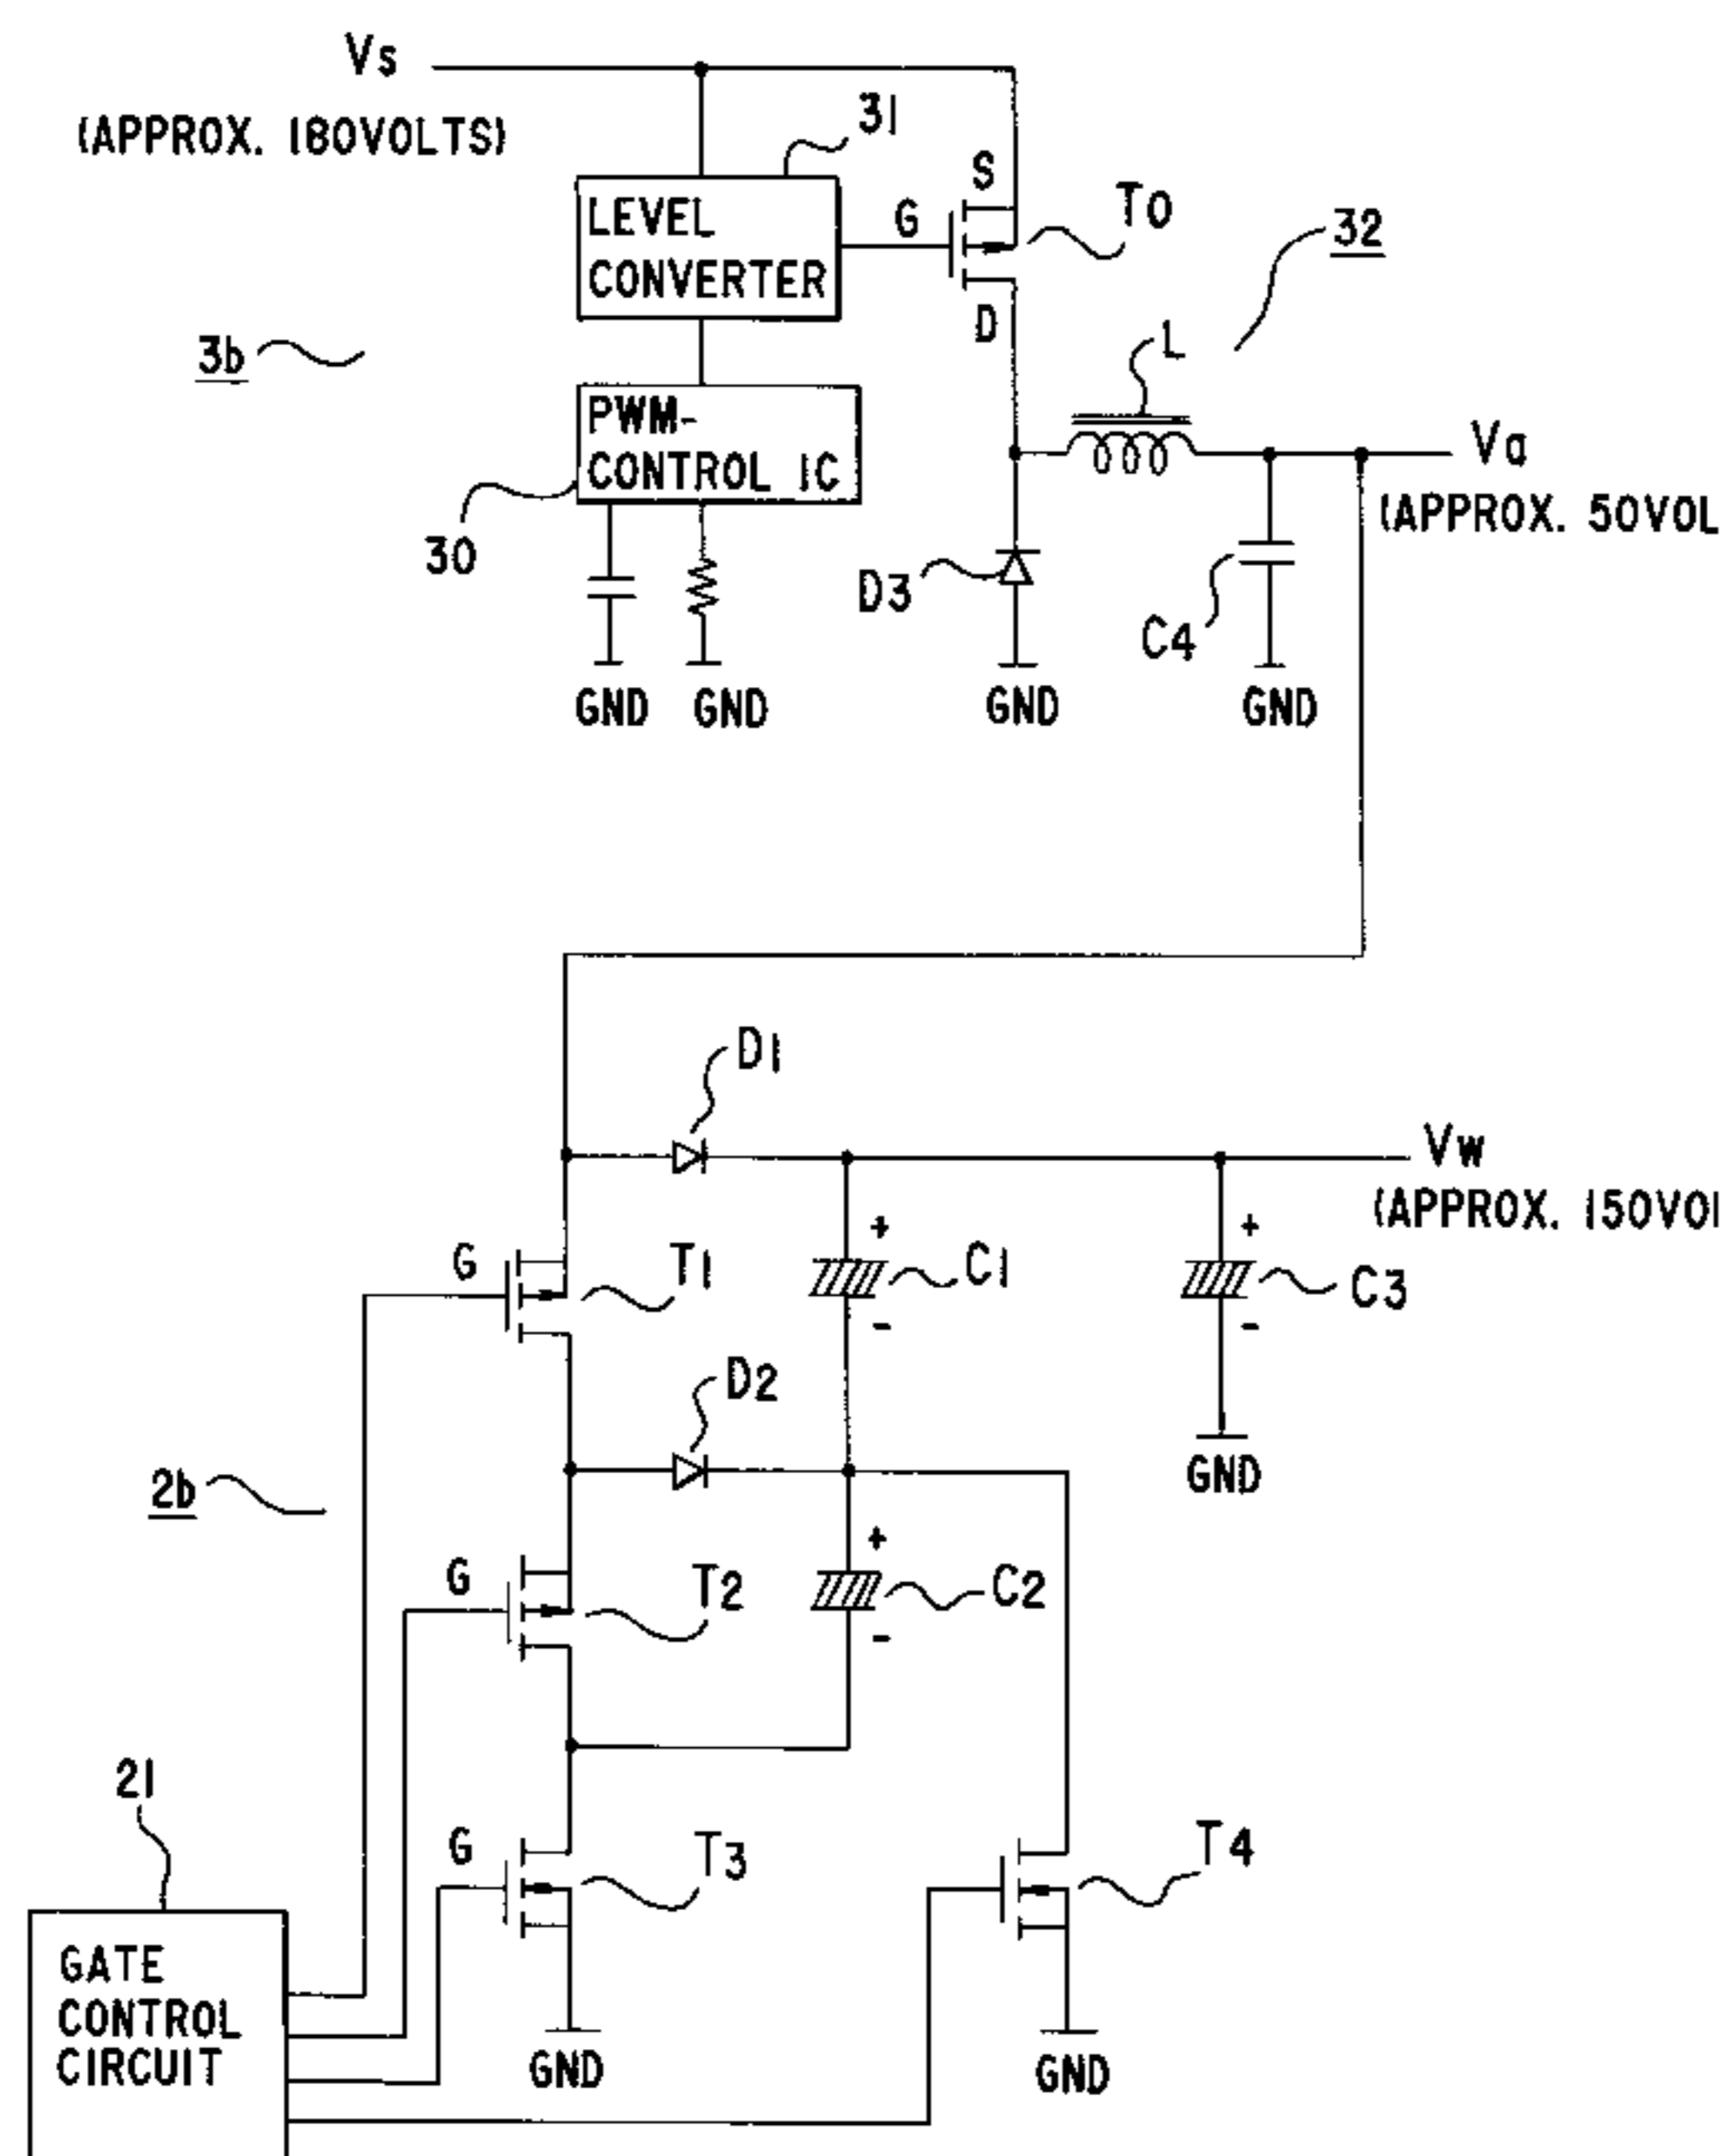 Vs
(APPROX. 180VOLTS)
31
LEVEL
CONVERTER
G
S
T0
32
D
3b
L
PWM-
CONTROL IC
Va
(APPROX. 50VOL
30
D3
C4
GND
GND
GND
GND
D1
Vw
(APPROX. 150VO
G
T1
+
C1
-
+
C3
-
D2
GND
2b
G
T2
+
C2
-
21
G
T3
T4
GATE
CONTROL
CIRCUIT
GND
GND